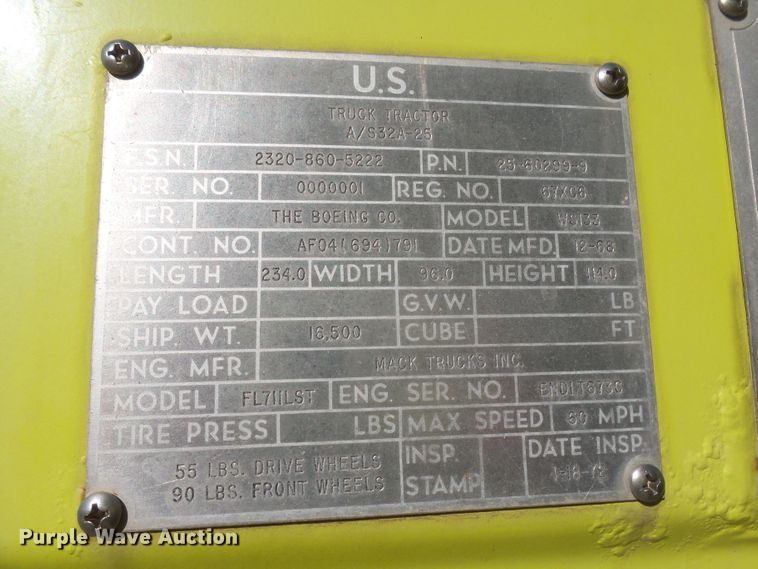 U.S.
TRUCK TRACTOR
A/S32A-25
F.S.N. 2320-860-5222 P.N. 25-60299-9
SER. NO. 0000001 REG. NO. 67XC6
MFR. THE BOEING CO. MODEL WS133
CONT. NO. AF04(694)791 DATE MFD. 12-68
LENGTH 234.0 WIDTH 96.0 HEIGHT 114.0
PAY LOAD G.V.W. LB
SHIP. WT. 16,500 CUBE FT
ENG. MFR. MACK TRUCKS INC.
MODEL FL711LST ENG. SER. NO.
TIRE PRESS LBS MAX SPEED 60 MPH
55 LBS. DRIVE WHEELS INSP. DATE INSP.
90 LBS. FRONT WHEELS STAMP
Purple Wave Auction